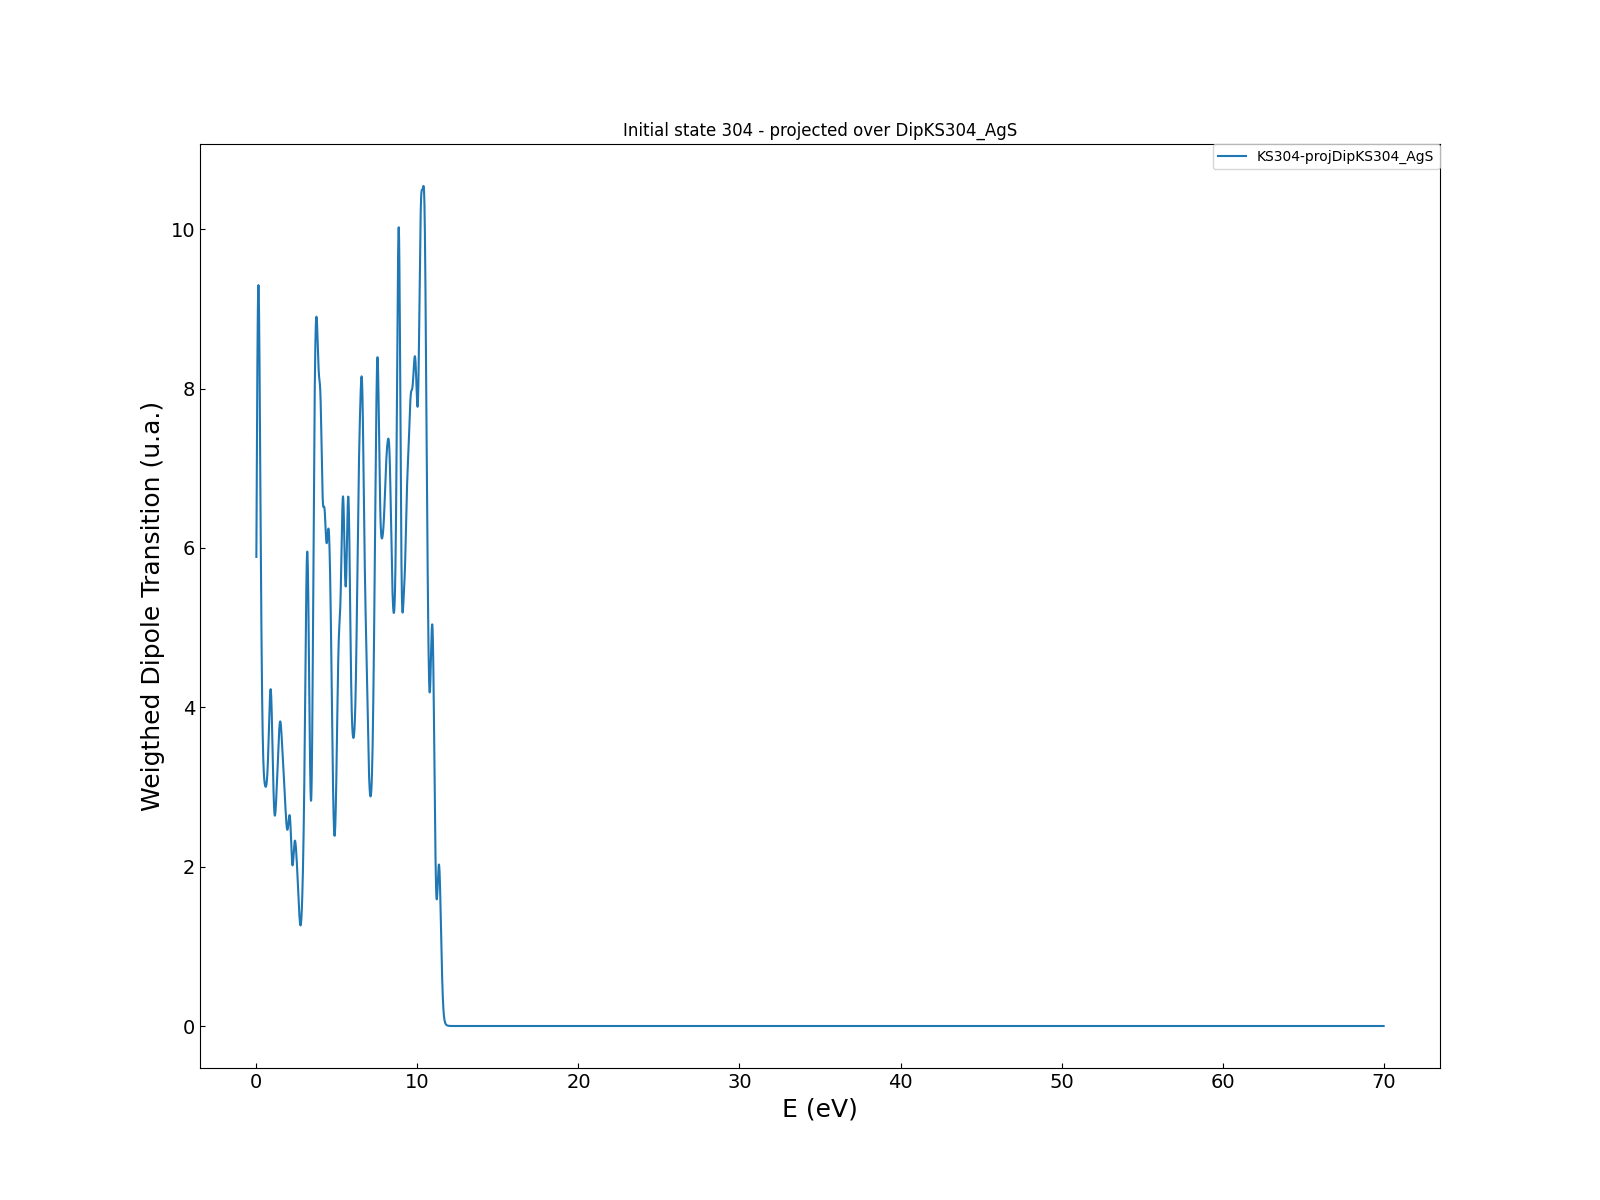 Initial state 304 - projected over DipKS304_AgS
KS304-projDipKS304_AgS
10
8
6
4
2
0
Weigthed Dipole Transition (u.a.)
0 10 20 30 40 50 60 70
E (eV)